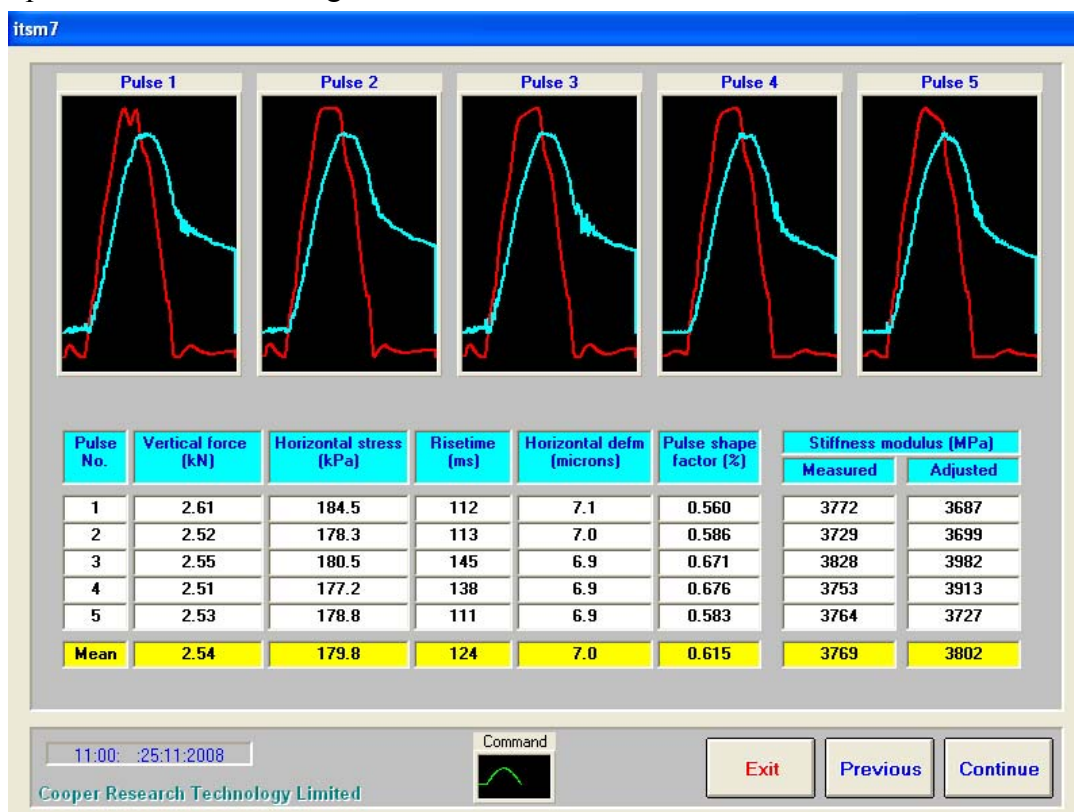 itsm7
Pulse 1 Pulse 2 Pulse 3 Pulse 4 Pulse 5
Pulse No. Vertical force (kN) Horizontal stress (kPa) Risetime (ms) Horizontal defm (microns) Pulse shape factor (%) Stiffness modulus (MPa)
Measured Adjusted
1 2.61 184.5 112 7.1 0.560 3772 3687
2 2.52 178.3 113 7.0 0.586 3729 3699
3 2.55 180.5 145 6.9 0.671 3828 3982
4 2.51 177.2 138 6.9 0.676 3753 3913
5 2.53 178.8 111 6.9 0.583 3764 3727
Mean 2.54 179.8 124 7.0 0.615 3769 3802
11:00: :25:11:2008
Command
Exit Previous Continue
Cooper Research Technology Limited